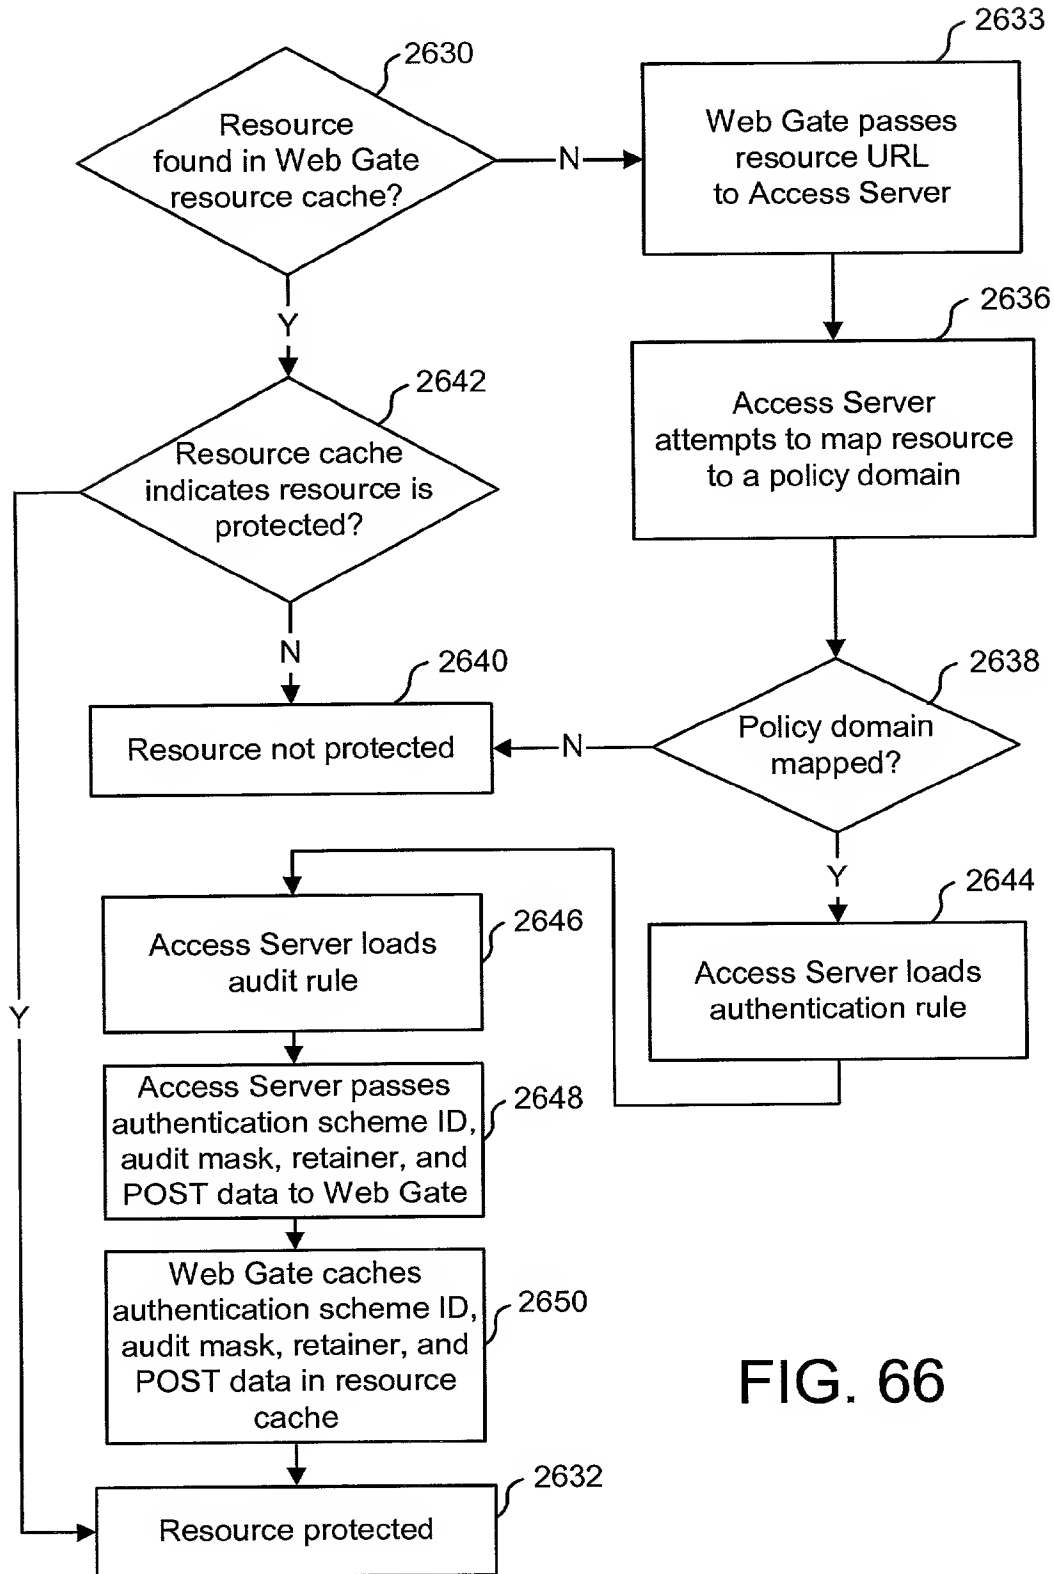 2630
Resource
found in Web Gate
resource cache?
N
2633
Web Gate passes
resource URL
to Access Server
Y
2636
Access Server
attempts to map resource
to a policy domain
2642
Resource cache
indicates resource is
protected?
N
2640
Resource not protected
2638
Policy domain
mapped?
N
Y
2644
Access Server loads
authentication rule
2646
Access Server loads
audit rule
Y
2648
Access Server passes
authentication scheme ID,
audit mask, retainer, and
POST data to Web Gate
2650
Web Gate caches
authentication scheme ID,
audit mask, retainer, and
POST data in resource
cache
2632
Resource protected
FIG. 66